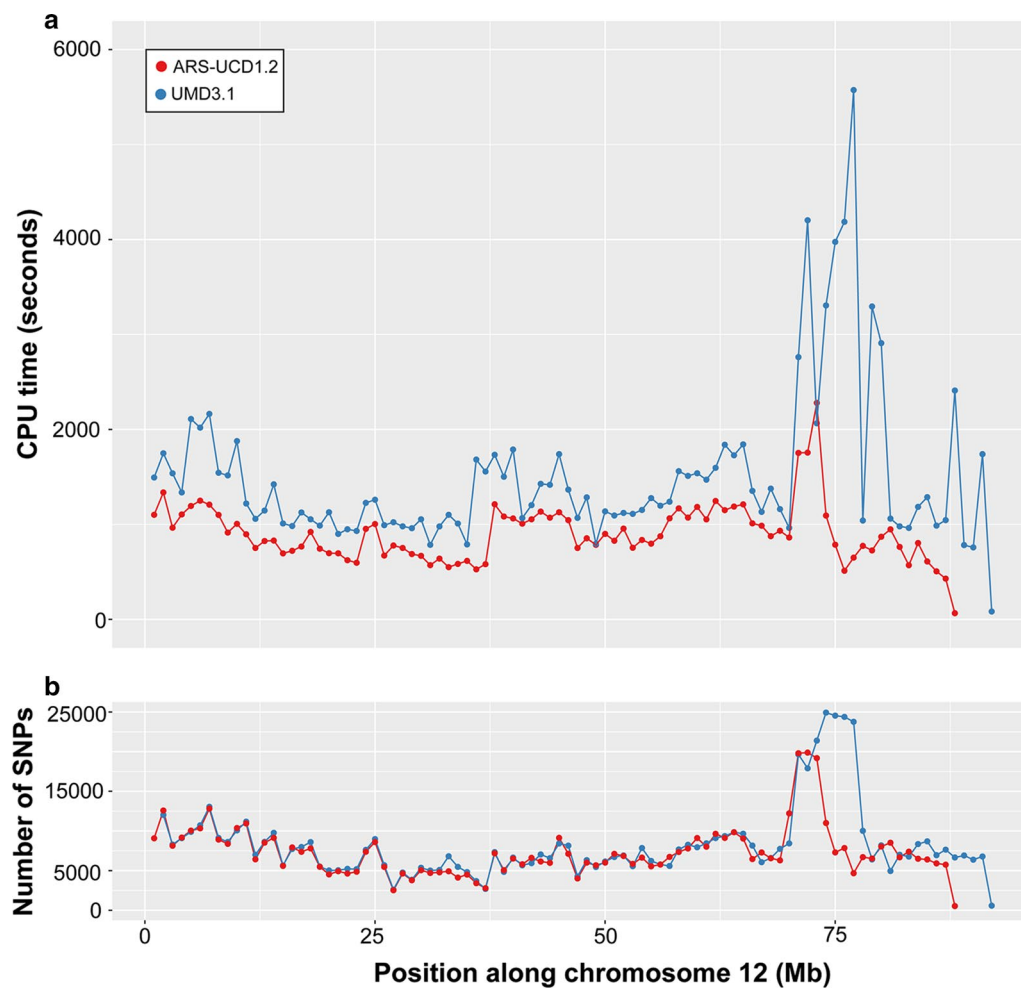 a
6000
ARS-UCD1.2
UMD3.1
4000
CPU time (seconds)
2000
0
b
25000
15000
Number of SNPs
5000
0
0 25 50 75
Position along chromosome 12 (Mb)